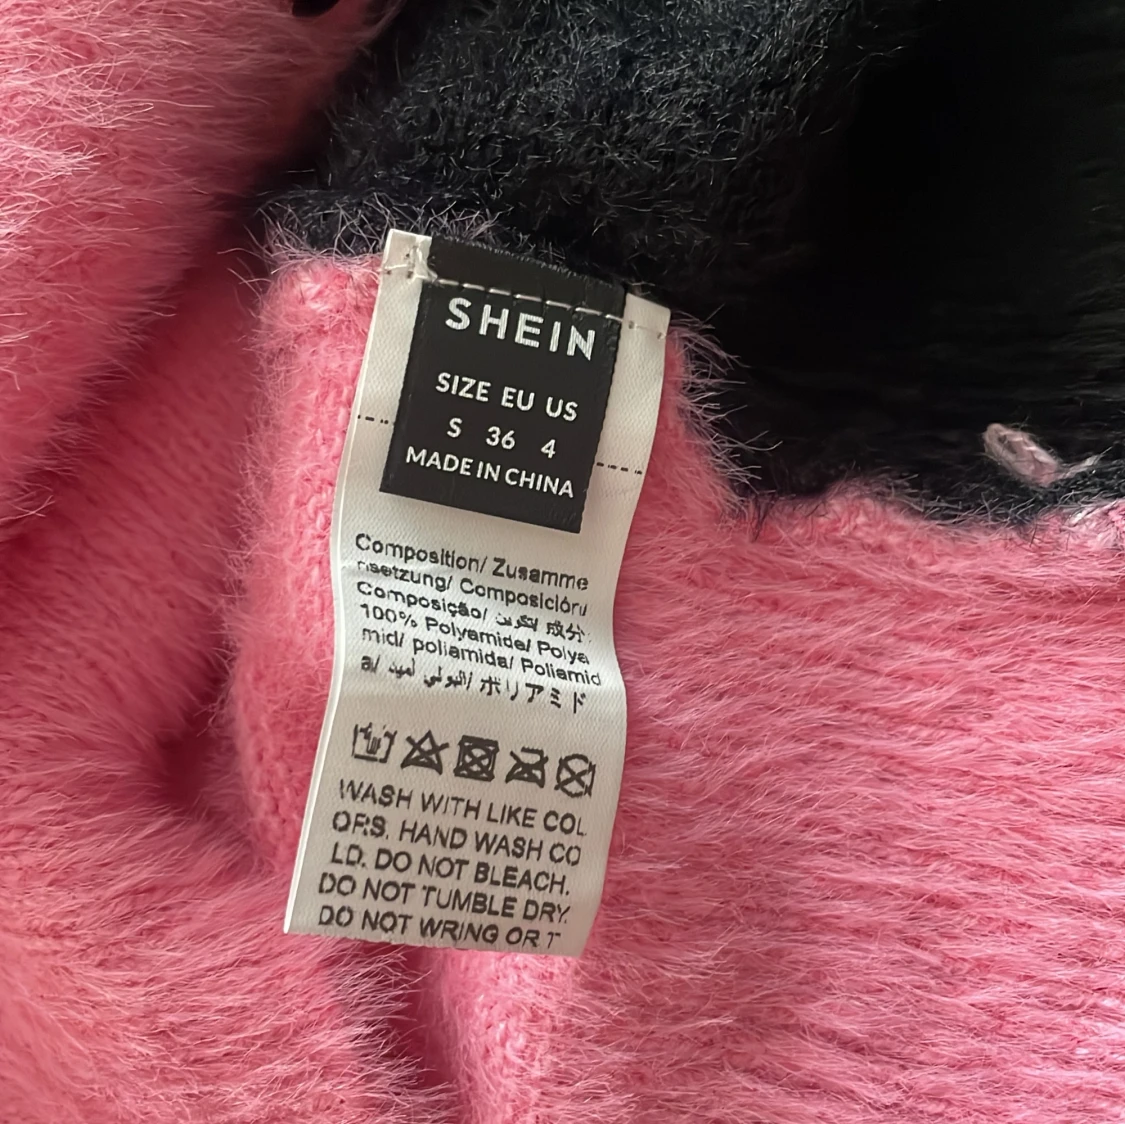 SHEIN
SIZE EU US
S 36 4
MADE IN CHINA
Composition/ Zusamme
nsetzung/ Composición/
Composição/ تكوين 成分:
100% Polyamide/ Polya
mid/ poliamida/ Poliamid
a/ البولي أميد/ ポリアミド
WASH WITH LIKE COL
ORS. HAND WASH CO
LD. DO NOT BLEACH.
DO NOT TUMBLE DRY.
DO NOT WRING OR T